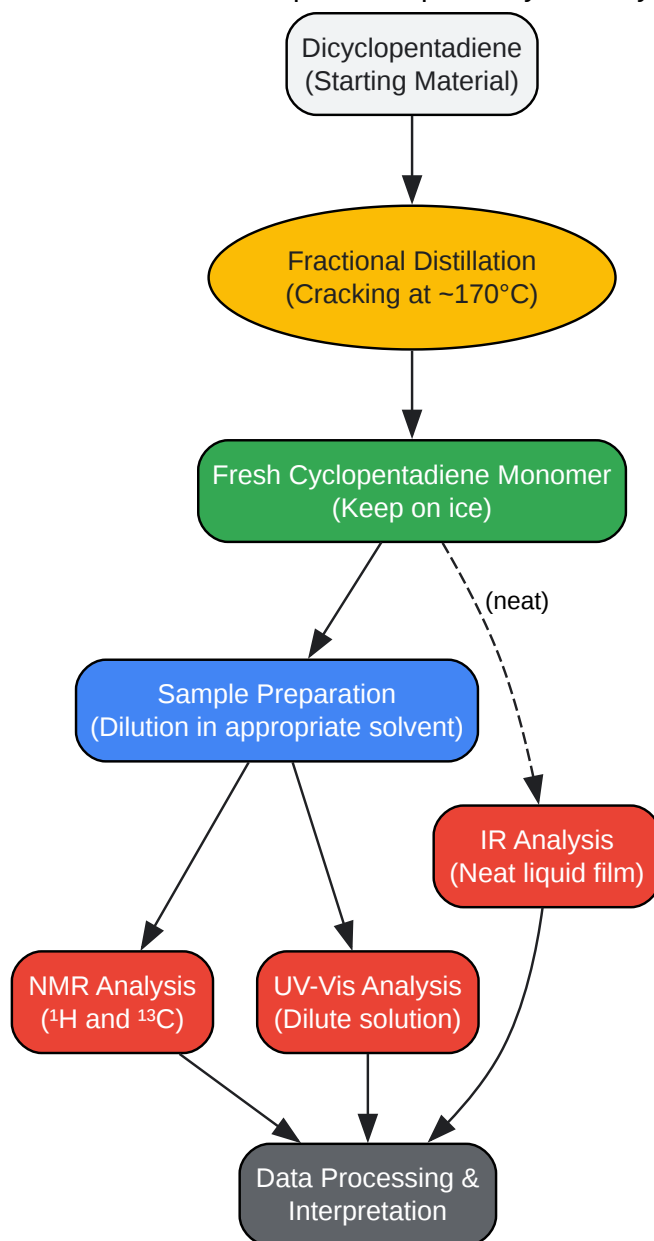 Dicyclopentadiene
(Starting Material)
Fractional Distillation
(Cracking at ~170°C)
Fresh Cyclopentadiene Monomer
(Keep on ice)
(neat)
Sample Preparation
(Dilution in appropriate solvent)
IR Analysis
(Neat liquid film)
NMR Analysis
(¹H and ¹³C)
UV-Vis Analysis
(Dilute solution)
Data Processing &
Interpretation